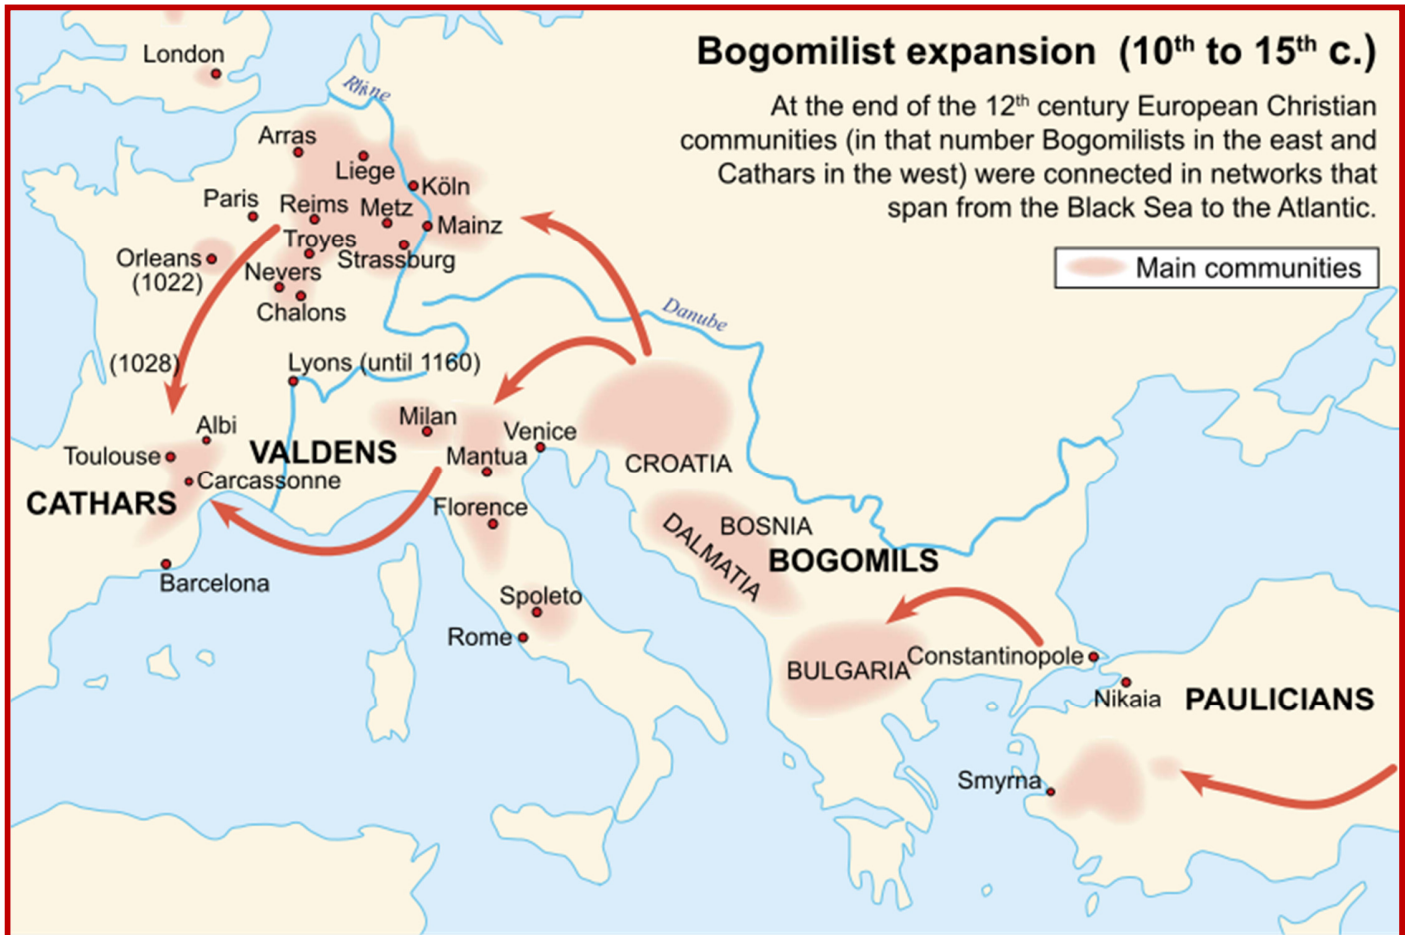 Bogomilist expansion (10th to 15th c.)
At the end of the 12th century European Christian
communities (in that number Bogomilists in the east and
Cathars in the west) were connected in networks that
span from the Black Sea to the Atlantic.
Main communities
London
Rhine
Arras
Liege
Köln
Paris
Reims
Metz
Mainz
Troyes
Strassburg
Orleans
(1022)
Nevers
Chalons
Danube
(1028)
Lyons (until 1160)
Albi
Milan
Venice
Toulouse
VALDENS
Mantua
CROATIA
Carcassonne
CATHARS
Florence
BOSNIA
DALMATIA
BOGOMILS
Barcelona
Spoleto
Rome
BULGARIA
Constantinopole
Nikaia
PAULICIANS
Smyrna